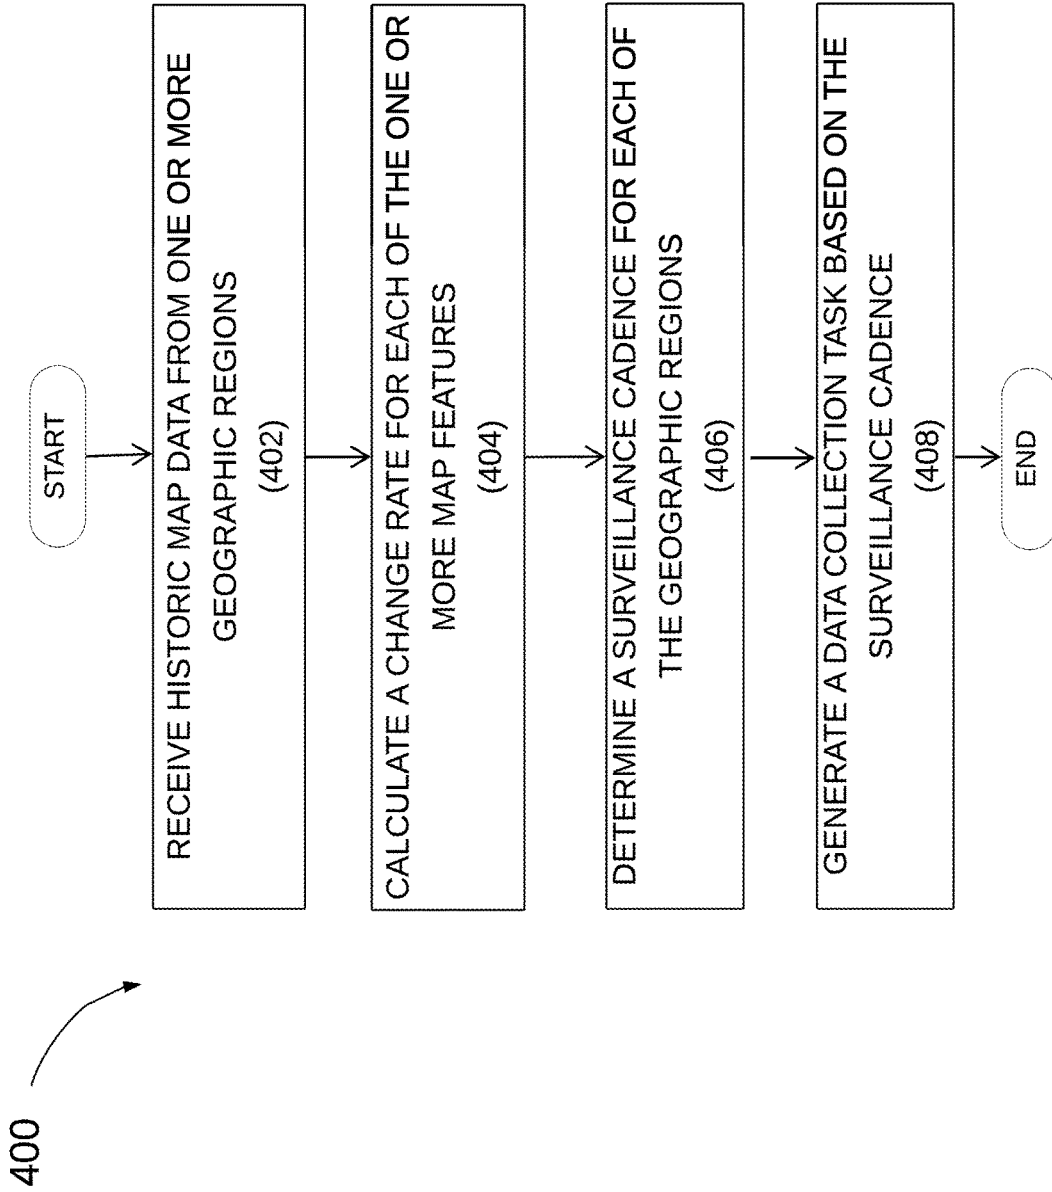 400
START
RECEIVE HISTORIC MAP DATA FROM ONE OR MORE
GEOGRAPHIC REGIONS
(402)
CALCULATE A CHANGE RATE FOR EACH OF THE ONE OR
MORE MAP FEATURES
(404)
DETERMINE A SURVEILLANCE CADENCE FOR EACH OF
THE GEOGRAPHIC REGIONS
(406)
GENERATE A DATA COLLECTION TASK BASED ON THE
SURVEILLANCE CADENCE
(408)
END